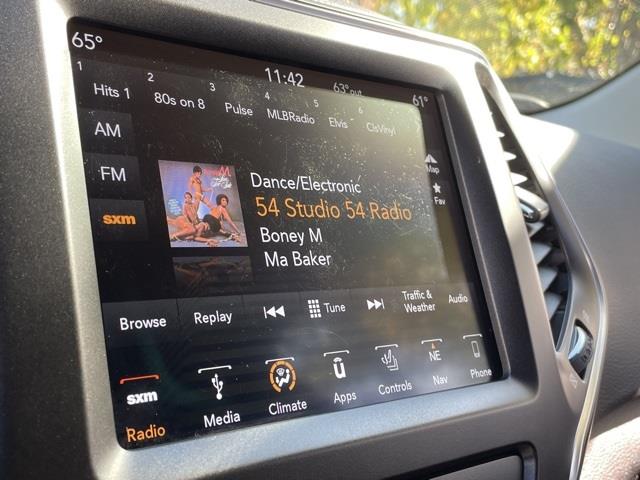 65°
11:42
63° out
61°
1
2
3
4
5
6
Hits 1
80s on 8
Pulse
MLBRadio
Elvis
ClsVinyl
AM
FM
sxm
Map
Fav
Dance/Electronic
54 Studio 54 Radio
Boney M
Ma Baker
Browse
Replay
Tune
Traffic &
Weather
Audio
sxm
Radio
Media
Climate
Apps
Controls
NE
Nav
Phone